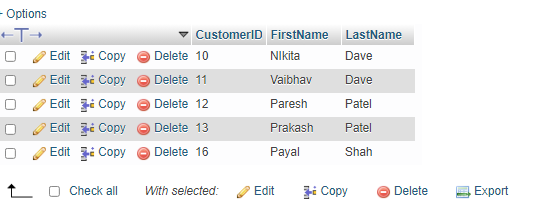 + Options
CustomerID FirstName LastName
Edit Copy Delete 10 NIkita Dave
Edit Copy Delete 11 Vaibhav Dave
Edit Copy Delete 12 Paresh Patel
Edit Copy Delete 13 Prakash Patel
Edit Copy Delete 16 Payal Shah
Check all With selected: Edit Copy Delete Export